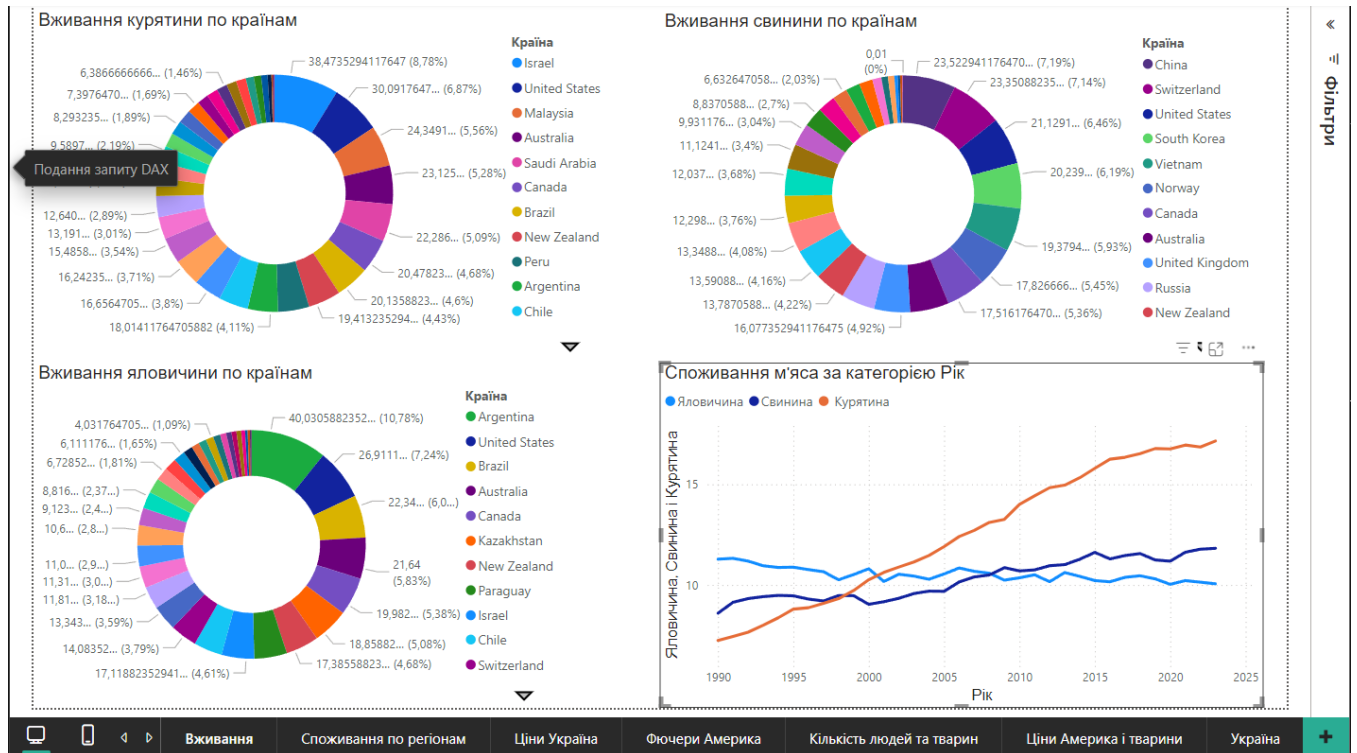 Вживання курятини по країнам
38,4735294117647 (8,78%)
30,0917647... (6,87%)
24,3491... (5,56%)
23,125... (5,28%)
22,286... (5,09%)
20,47823... (4,68%)
20,1358823... (4,6%)
19,413235294... (4,43%)
18,01411764705882 (4,11%)
16,6564705... (3,8%)
16,24235... (3,71%)
15,4858... (3,54%)
13,191... (3,01%)
12,640... (2,89%)
9,5897... (2,19%)
8,293235... (1,89%)
7,3976470... (1,69%)
6,3866666666... (1,46%)
Країна
Israel
United States
Malaysia
Australia
Saudi Arabia
Canada
Brazil
New Zealand
Peru
Argentina
Chile
Подання запиту DAX
Вживання свинини по країнам
0,01
(0%)
23,522941176470... (7,19%)
23,35088235... (7,14%)
21,1291... (6,46%)
20,239... (6,19%)
19,3794... (5,93%)
17,826666... (5,45%)
17,516176470... (5,36%)
16,077352941176475 (4,92%)
13,7870588... (4,22%)
13,59088... (4,16%)
13,3488... (4,08%)
12,298... (3,76%)
12,037... (3,68%)
11,1241... (3,4%)
9,931176... (3,04%)
8,8370588... (2,7%)
6,632647058... (2,03%)
Країна
China
Switzerland
United States
South Korea
Vietnam
Norway
Canada
Australia
United Kingdom
Russia
New Zealand
Фільтри
Вживання яловичини по країнам
40,0305882352... (10,78%)
26,9111... (7,24%)
22,34... (6,0...)
21,64
(5,83%)
19,982... (5,38%)
18,85882... (5,08%)
17,38558823... (4,68%)
17,11882352941... (4,61%)
14,08352... (3,79%)
13,343... (3,59%)
11,81... (3,18...)
11,31... (3,0...)
11,0... (2,9...)
10,6... (2,8...)
9,123... (2,4...)
8,816... (2,37...)
6,72852... (1,81%)
6,111176... (1,65%)
4,031764705... (1,09%)
Країна
Argentina
United States
Brazil
Australia
Canada
Kazakhstan
New Zealand
Paraguay
Israel
Chile
Switzerland
Споживання м'яса за категорією Рік
Яловичина Свинина Курятина
Яловичина, Свинина і Курятина
15
10
1990 1995 2000 2005 2010 2015 2020 2025
Рік
Вживання Споживання по регіонам Ціни Україна Фючери Америка Кількість людей та тварин Ціни Америка і тварини Україна